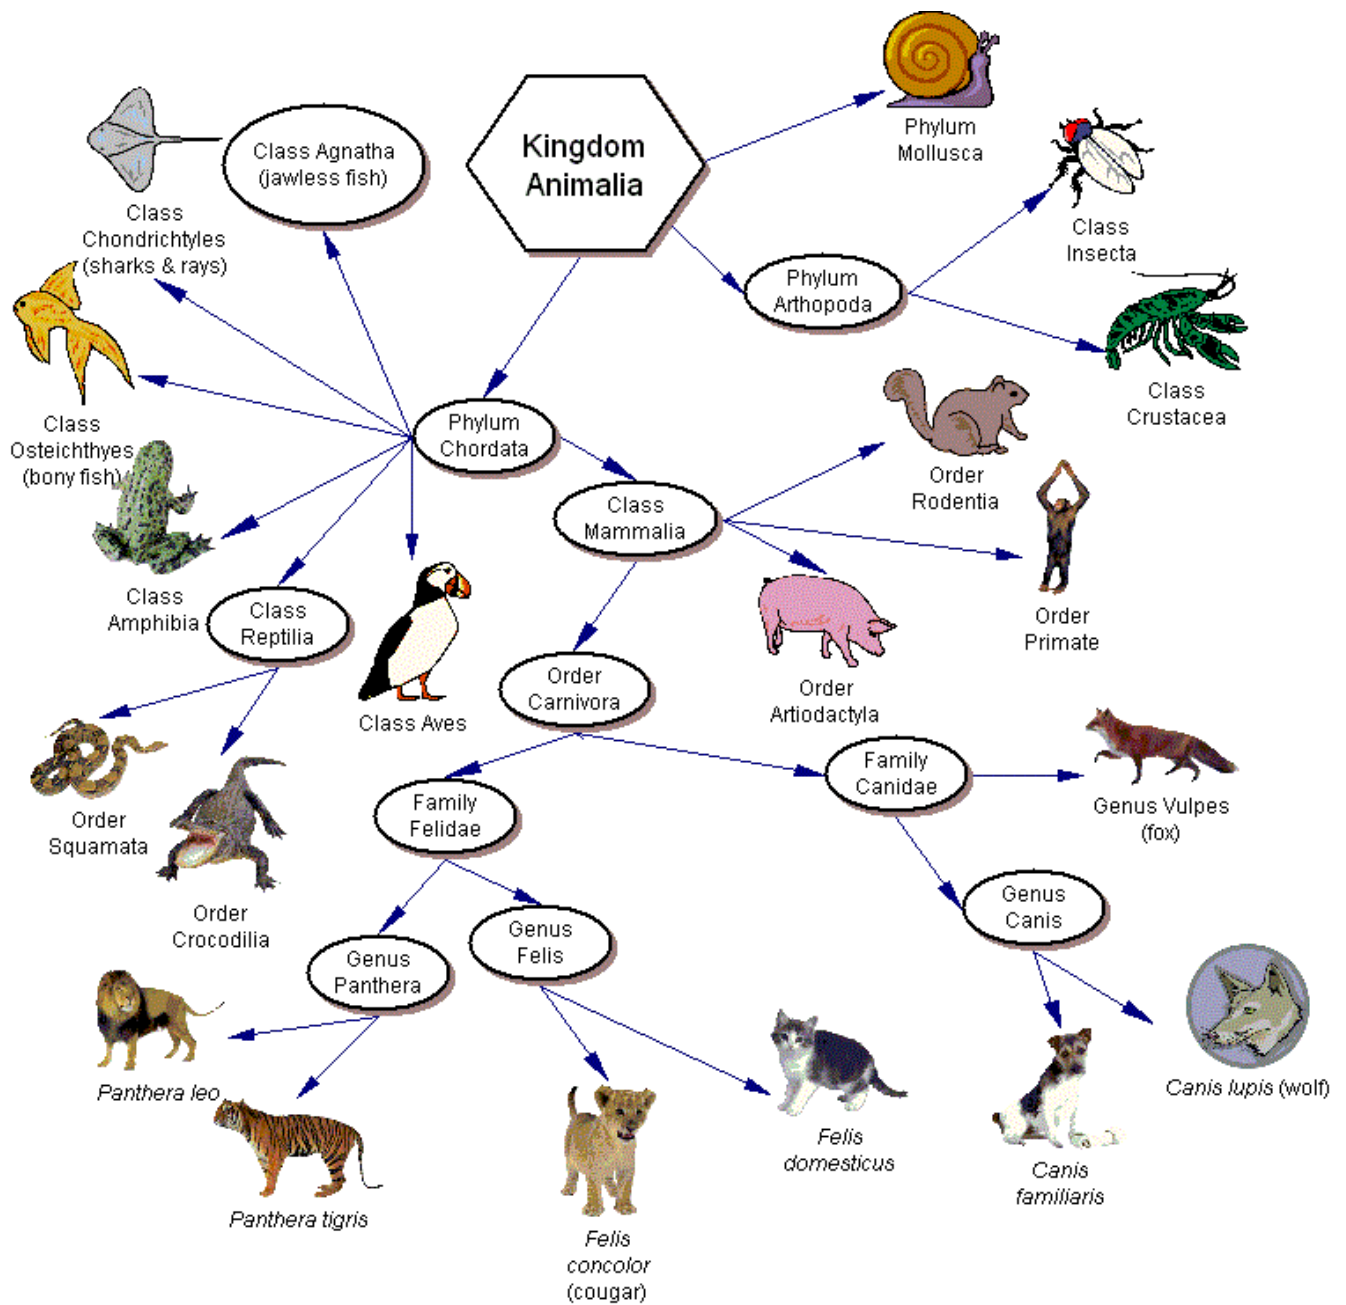 Kingdom
Animalia
Phylum
Mollusca
Class Agnatha
(jawless fish)
Class
Chondrichtyles
(sharks & rays)
Class
Insecta
Phylum
Arthopoda
Class
Crustacea
Class
Osteichthyes
(bony fish)
Phylum
Chordata
Order
Rodentia
Class
Mammalia
Order
Primate
Class
Amphibia
Class
Reptilia
Class Aves
Order
Carnivora
Order
Artiodactyla
Order
Squamata
Order
Crocodilia
Family
Felidae
Family
Canidae
Genus Vulpes
(fox)
Genus
Panthera
Genus
Felis
Genus
Canis
Panthera leo
Panthera tigris
Felis
concolor
(cougar)
Felis
domesticus
Canis
familiaris
Canis lupis (wolf)